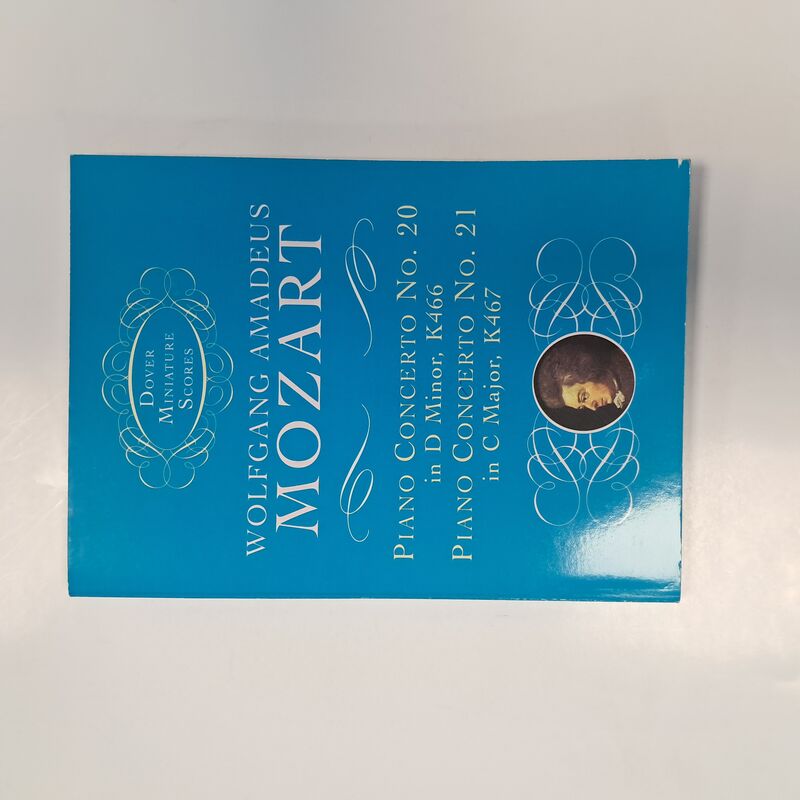 DOVER
MINIATURE
SCORES
WOLFGANG AMADEUS
MOZART
PIANO CONCERTO NO. 20
in D Minor, K466
PIANO CONCERTO NO. 21
in C Major, K467